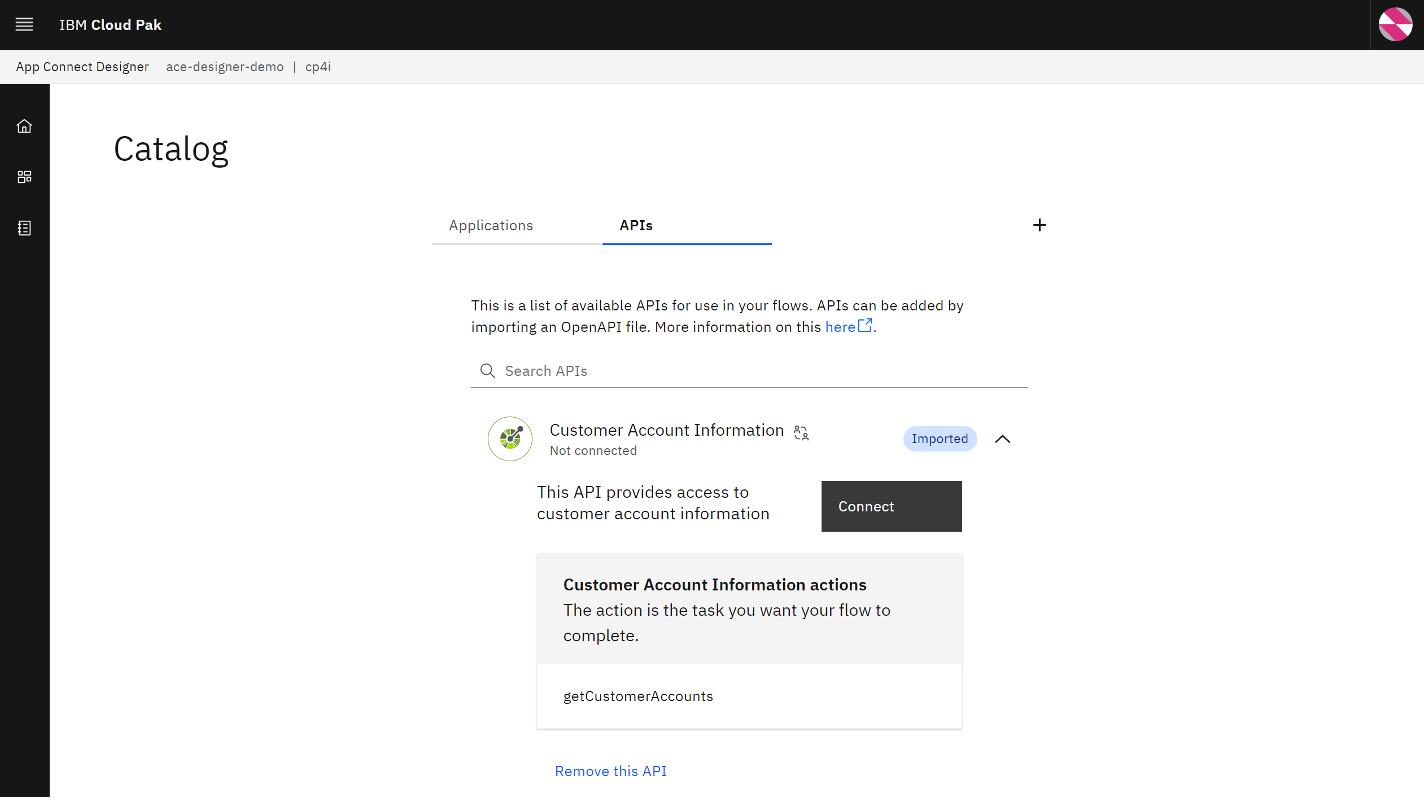 IBM Cloud Pak
App Connect Designer ace-designer-demo | cp4i
Catalog
Applications APIs
This is a list of available APIs for use in your flows. APIs can be added by
importing an OpenAPI file. More information on this here.
Search APIs
Customer Account Information
Imported
Not connected
This API provides access to
customer account information
Connect
Customer Account Information actions
The action is the task you want your flow to
complete.
getCustomerAccounts
Remove this API